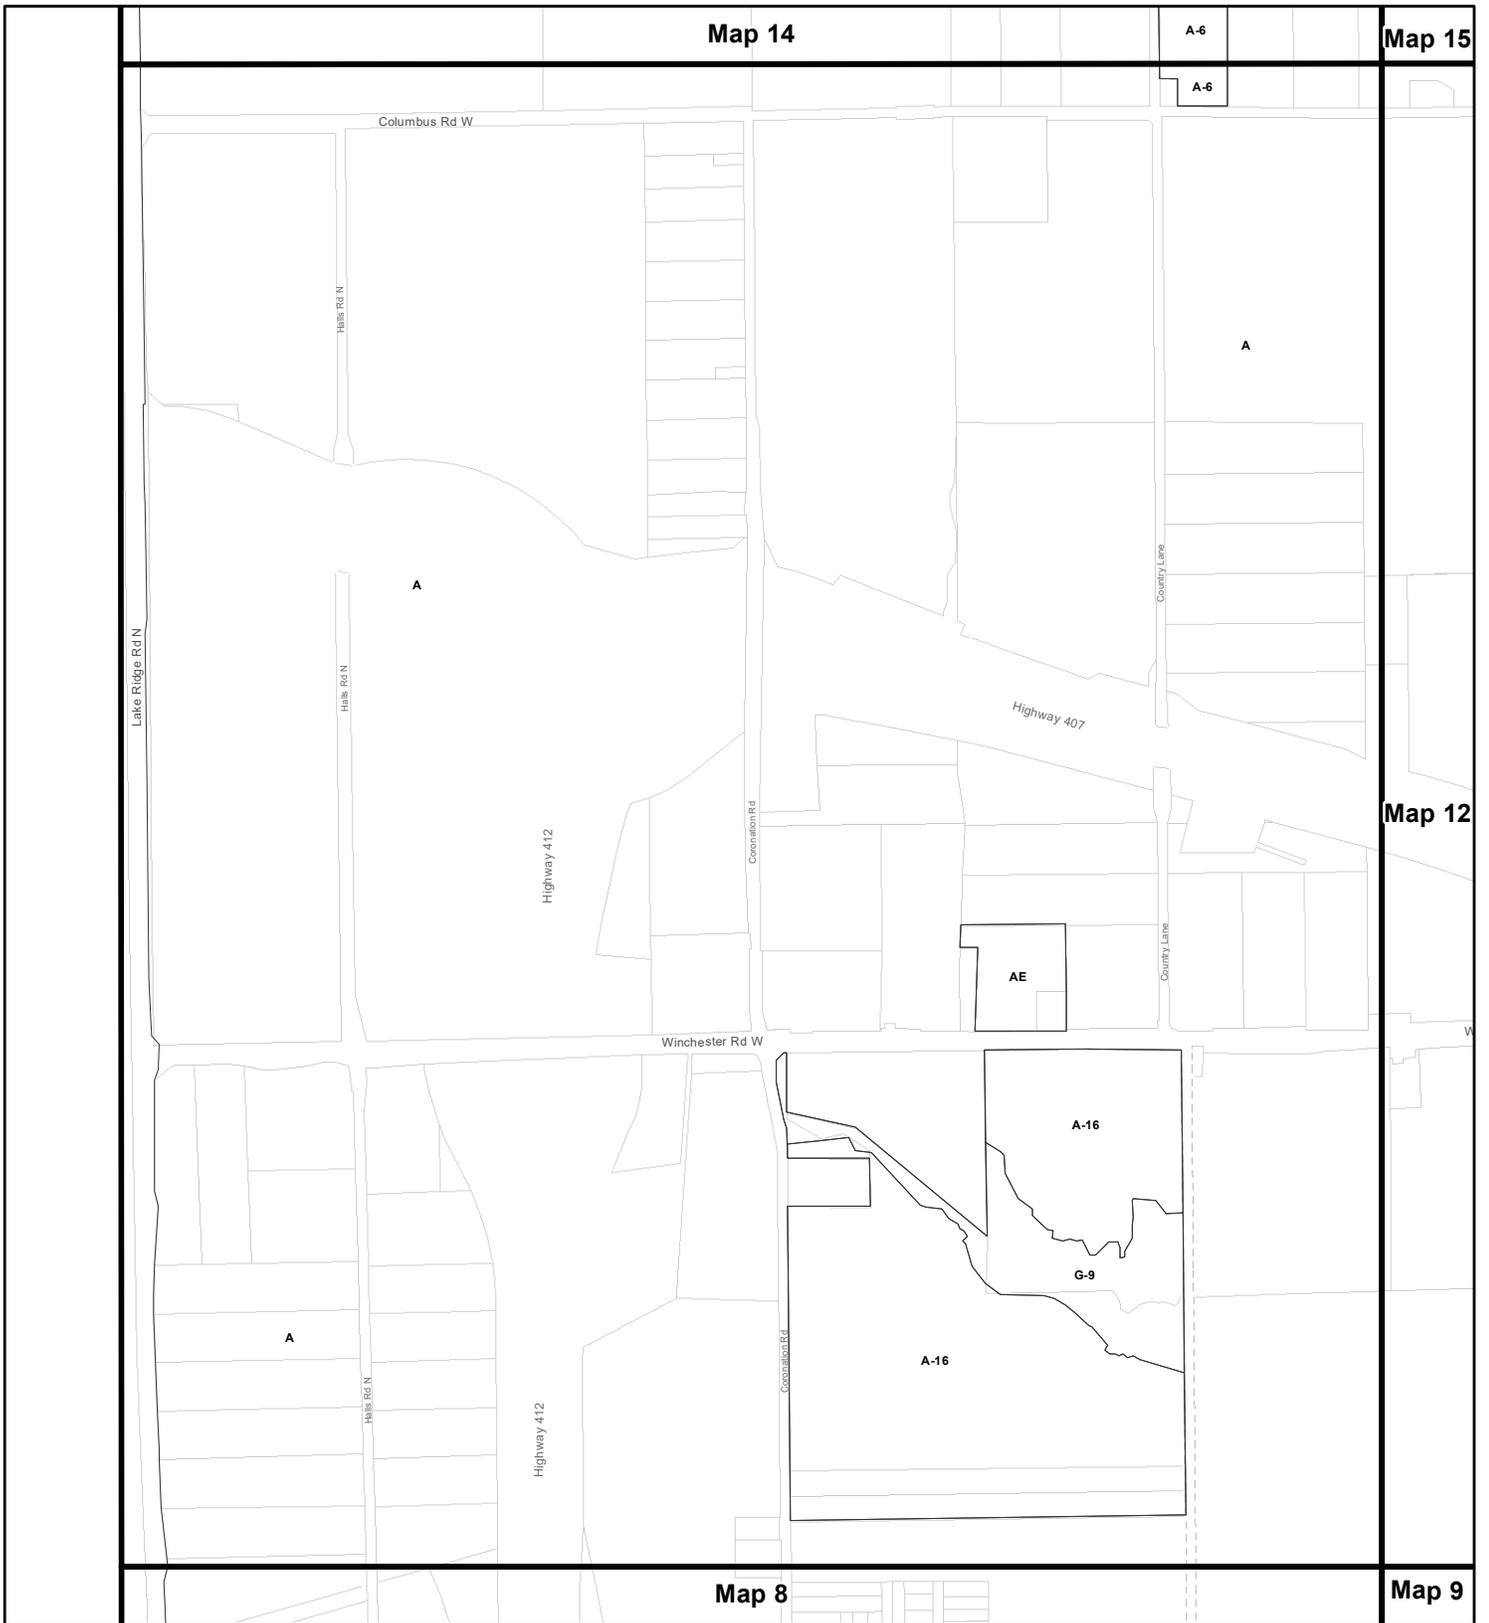 Map 14
A-6
Map 15
A-6
Columbus Rd W
Halls Rd N
A
Country Lane
A
Lake Ridge Rd N
Halls Rd N
Highway 407
Coronation Rd
Map 12
Highway 412
Country Lane
AE
W
Winchester Rd W
A-16
G-9
A
A-16
Coronation Rd
Halls Rd N
Highway 412
Map 8
Map 9